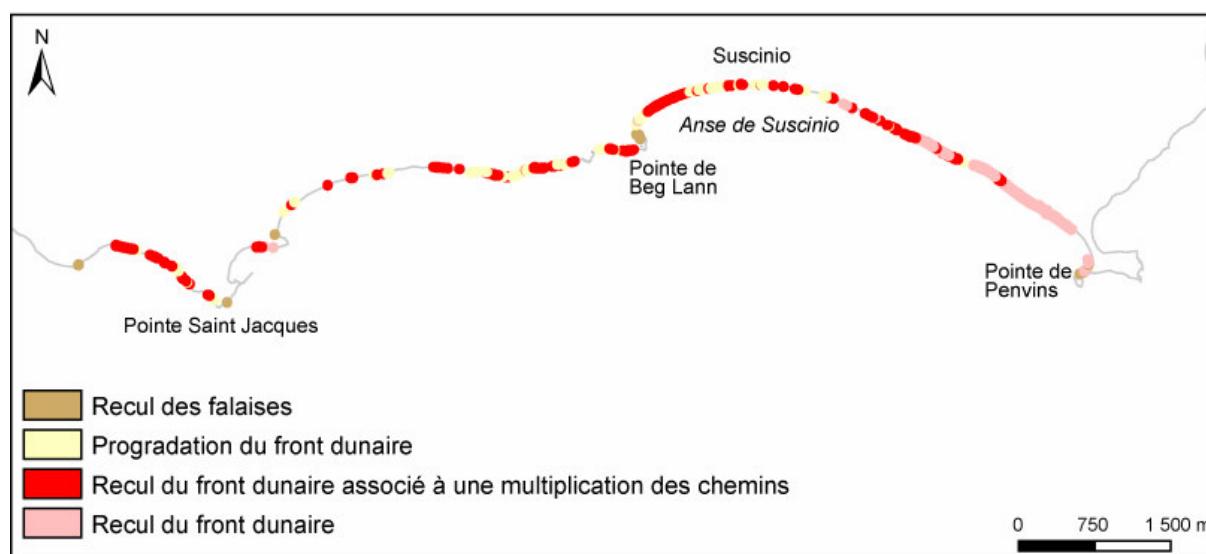 N
Suscinio
Anse de Suscinio
Pointe de
Beg Lann
Pointe de
Penvins
Pointe Saint Jacques
Recul des falaises
Progradation du front dunaire
Recul du front dunaire associé à une multiplication des chemins
Recul du front dunaire
0 750 1 500 m